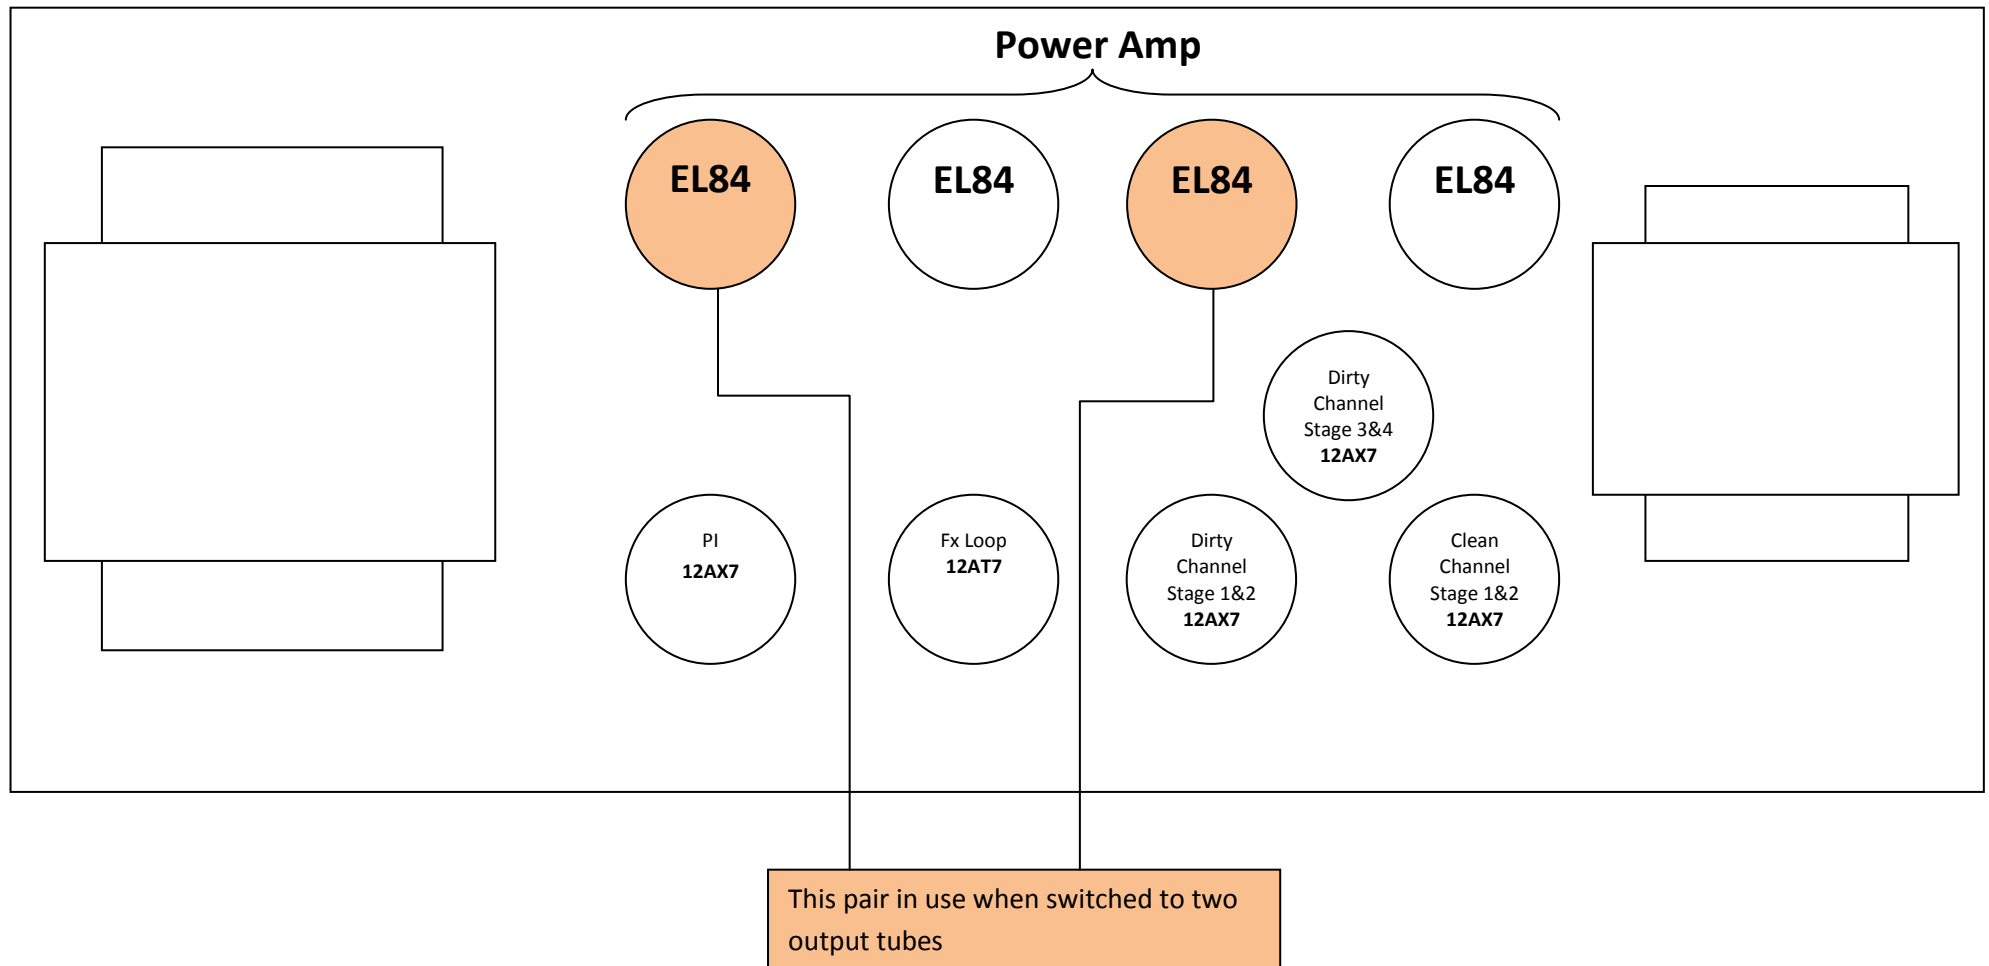 Power Amp
EL84
EL84
EL84
EL84
Dirty
Channel
Stage 3&4
12AX7
PI
12AX7
Fx Loop
12AT7
Dirty
Channel
Stage 1&2
12AX7
Clean
Channel
Stage 1&2
12AX7
This pair in use when switched to two
output tubes